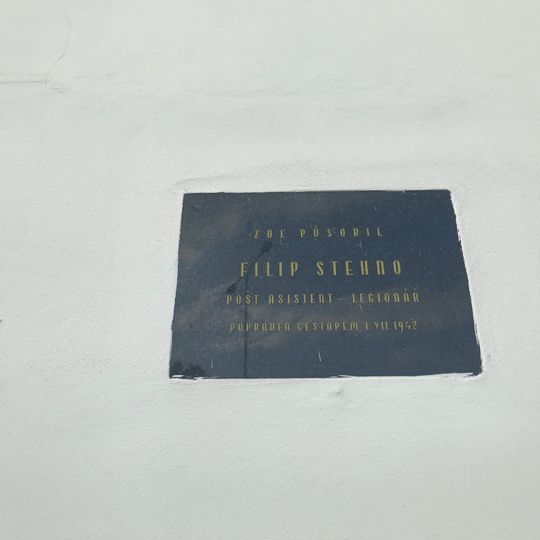 ZDE PŮSOBIL
FILIP STEHNO
POŠT ASISTENT – LEGIONÁŘ
POPRAVEN GESTAPEM 1.VII.1942